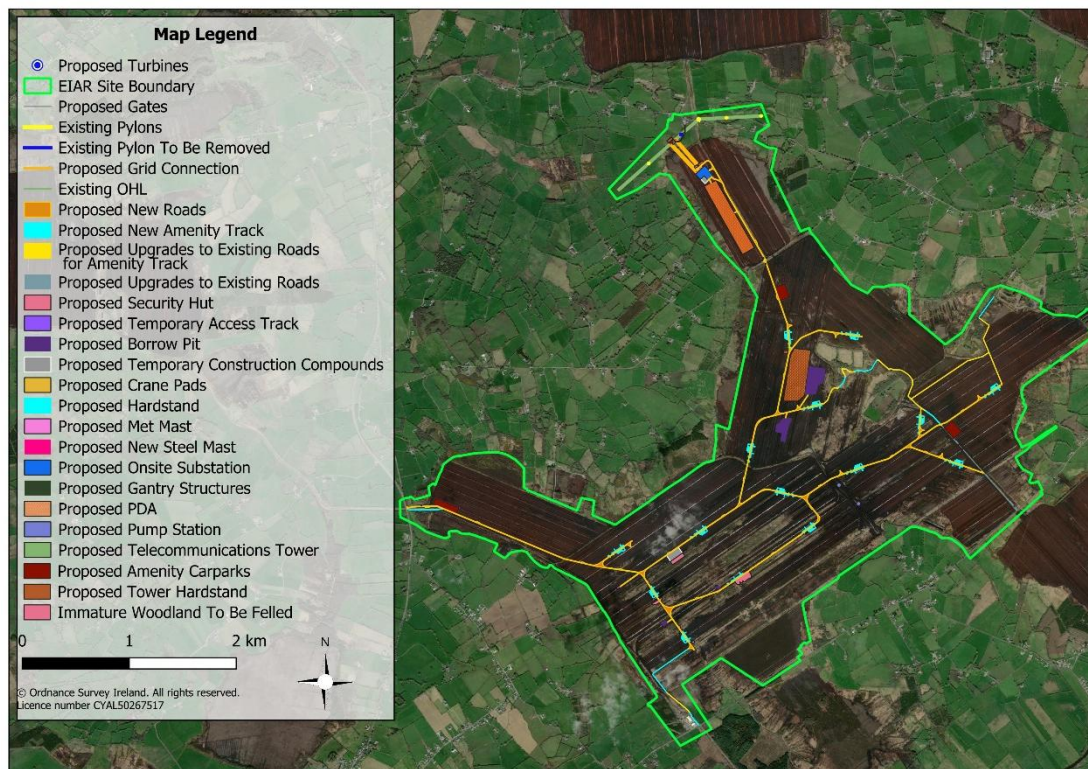 Map Legend
Proposed Turbines
EIAR Site Boundary
Proposed Gates
Existing Pylons
Existing Pylon To Be Removed
Proposed Grid Connection
Existing OHL
Proposed New Roads
Proposed New Amenity Track
Proposed Upgrades to Existing Roads
for Amenity Track
Proposed Upgrades to Existing Roads
Proposed Security Hut
Proposed Temporary Access Track
Proposed Borrow Pit
Proposed Temporary Construction Compounds
Proposed Crane Pads
Proposed Hardstand
Proposed Met Mast
Proposed New Steel Mast
Proposed Onsite Substation
Proposed Gantry Structures
Proposed PDA
Proposed Pump Station
Proposed Telecommunications Tower
Proposed Amenity Carparks
Proposed Tower Hardstand
Immature Woodland To Be Felled
0 1 2 km
N
© Ordnance Survey Ireland. All rights reserved.
Licence number CYAL50267517